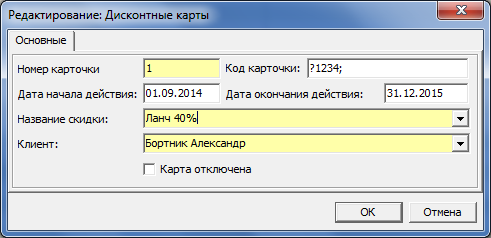 Редактирование: Дисконтные карты
Основные
Номер карточки 1 Код карточки: ?1234;
Дата начала действия: 01.09.2014 Дата окончания действия: 31.12.2015
Название скидки: Ланч 40%
Клиент: Бортник Александр
Карта отключена
OK Отмена